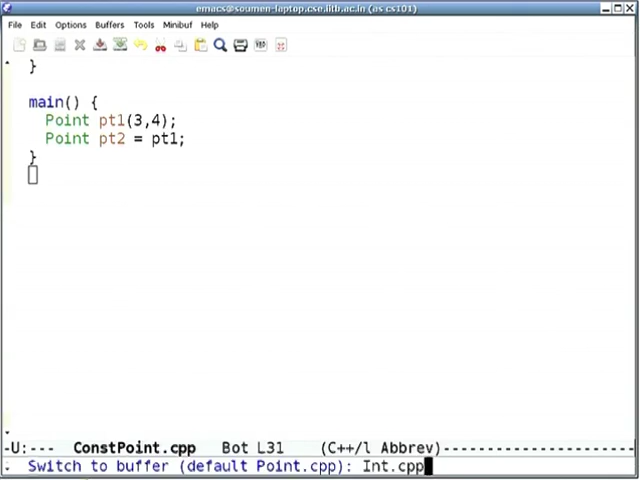 emacs@soumen-laptop.cse.iitb.ac.in (as cs101)
File Edit Options Buffers Tools Minibuf Help
}
main() {
Point pt1(3,4);
Point pt2 = pt1;
}
-U:--- ConstPoint.cpp Bot L31 (C++/l Abbrev)----------------------
Switch to buffer (default Point.cpp): Int.cpp